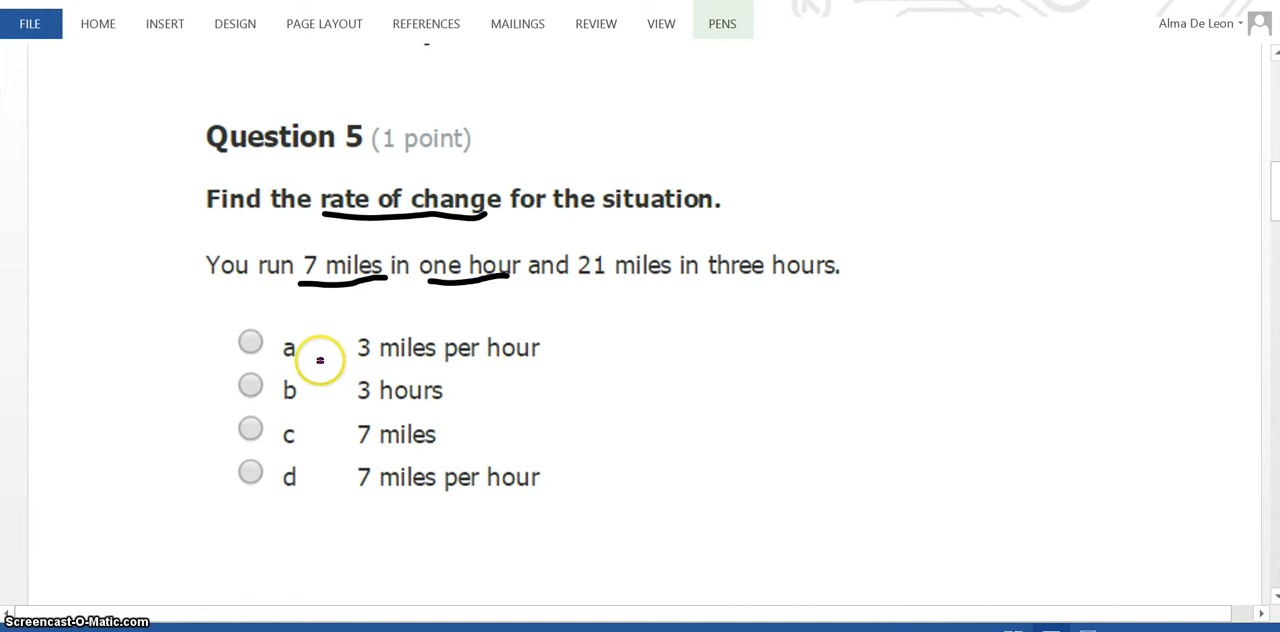 FILE HOME INSERT DESIGN PAGE LAYOUT REFERENCES MAILINGS REVIEW VIEW PENS Alma De Leon
Question 5 (1 point)
Find the rate of change for the situation.
You run 7 miles in one hour and 21 miles in three hours.
a 3 miles per hour
b 3 hours
c 7 miles
d 7 miles per hour
Screencast-O-Matic.com